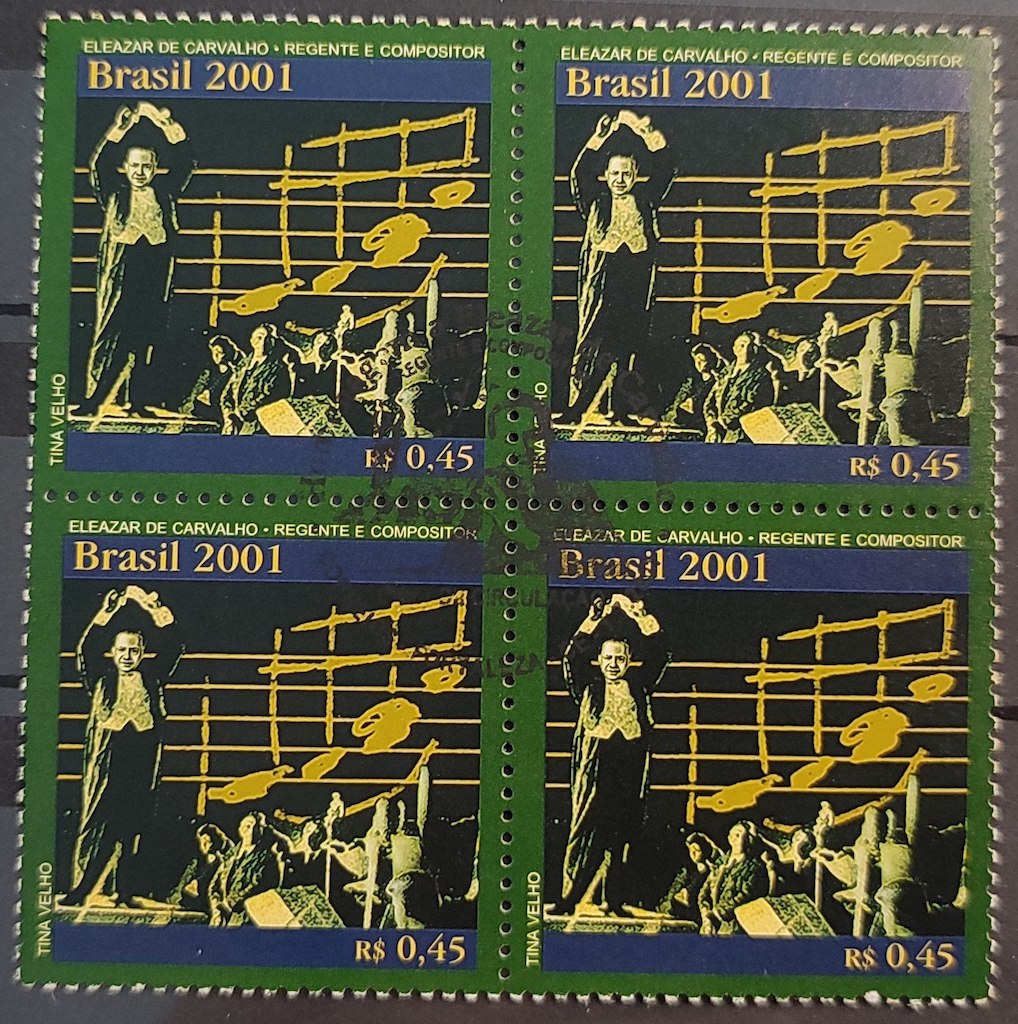 ELEAZAR DE CARVALHO • REGENTE E COMPOSITOR
Brasil 2001
TINA VELHO
R$ 0,45
ELEAZAR DE CARVALHO • REGENTE E COMPOSITOR
Brasil 2001
TINA VELHO
R$ 0,45
ELEAZAR DE CARVALHO • REGENTE E COMPOSITOR
Brasil 2001
TINA VELHO
R$ 0,45
ELEAZAR DE CARVALHO • REGENTE E COMPOSITOR
Brasil 2001
TINA VELHO
R$ 0,45